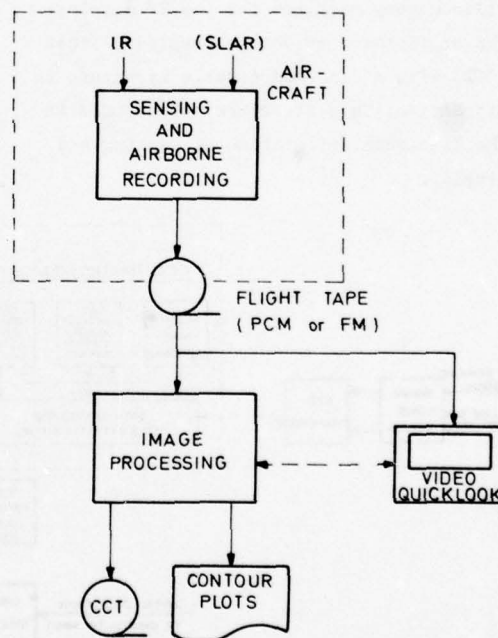 IR (SLAR)
AIR-
CRAFT
SENSING
AND
AIRBORNE
RECORDING
FLIGHT TAPE
(PCM or FM)
IMAGE
PROCESSING
VIDEO
QUICKLOOK
CCT
CONTOUR
PLOTS